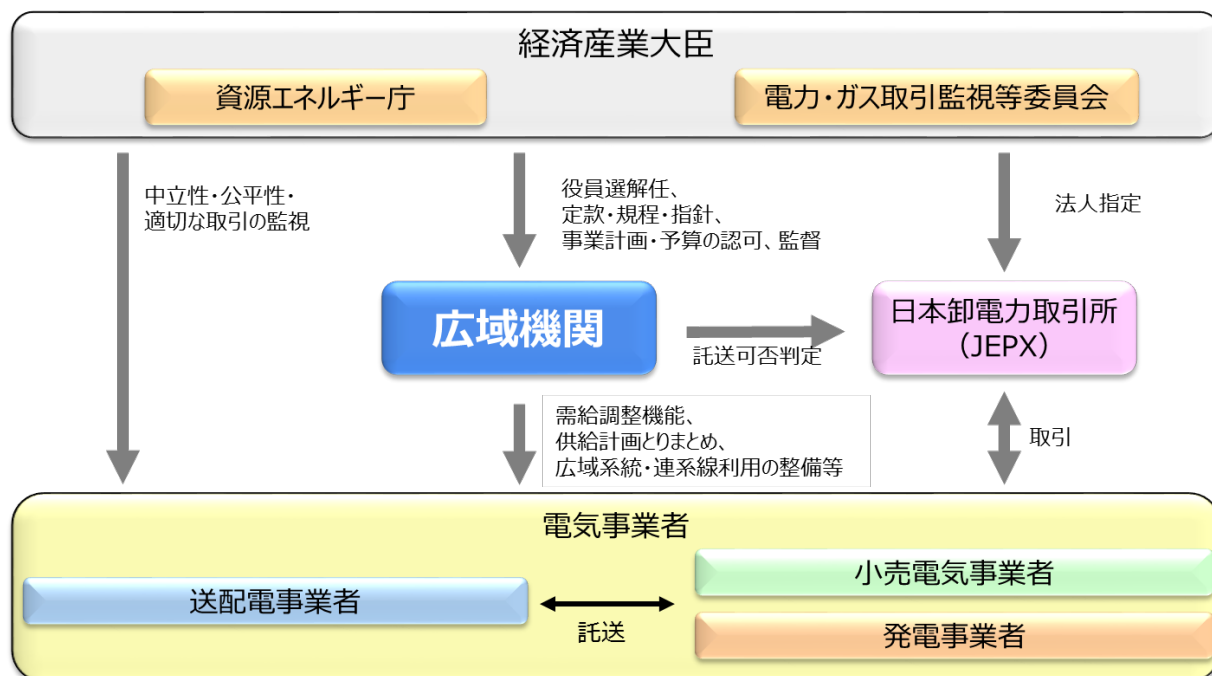 経済産業大臣
資源エネルギー庁
電力・ガス取引監視等委員会
中立性・公平性・
適切な取引の監視
役員選解任、
定款・規程・指針、
事業計画・予算の認可、監督
法人指定
広域機関
託送可否判定
日本卸電力取引所
（JEPX）
需給調整機能、
供給計画とりまとめ、
広域系統・連系線利用の整備等
取引
電気事業者
送配電事業者
託送
小売電気事業者
発電事業者